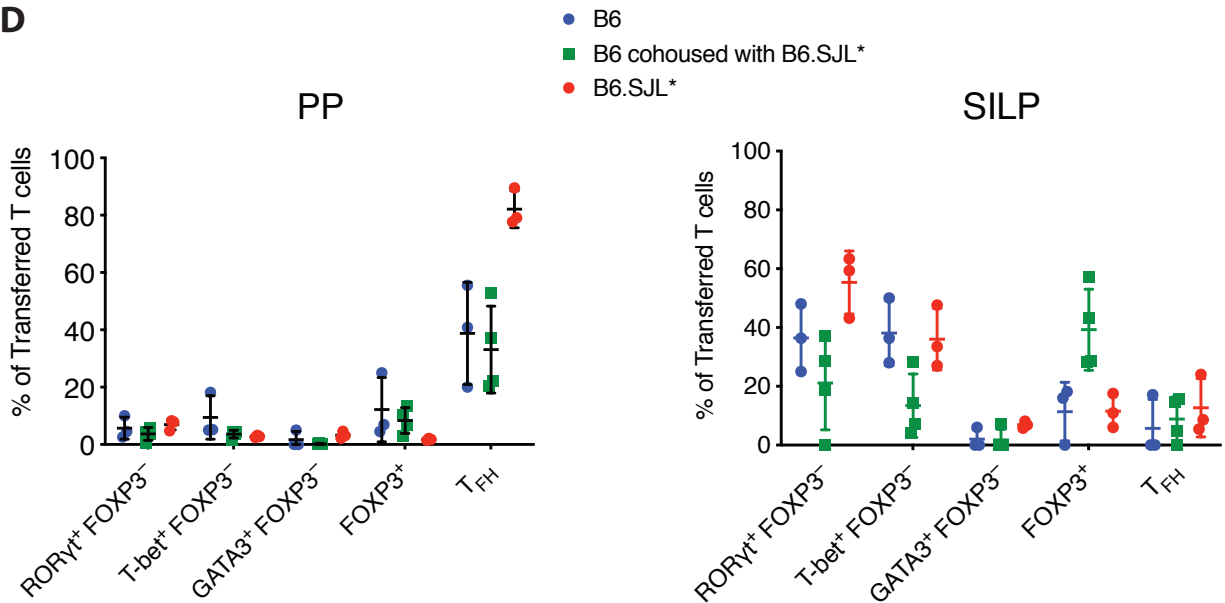 D
B6
B6 cohoused with B6.SJL*
B6.SJL*
PP
% of Transferred T cells
100
80
60
40
20
0
RORγt⁺ FOXP3⁻
T-bet⁺ FOXP3⁻
GATA3⁺ FOXP3⁻
FOXP3⁺
T_FH
SILP
% of Transferred T cells
100
80
60
40
20
0
RORγt⁺ FOXP3⁻
T-bet⁺ FOXP3⁻
GATA3⁺ FOXP3⁻
FOXP3⁺
T_FH